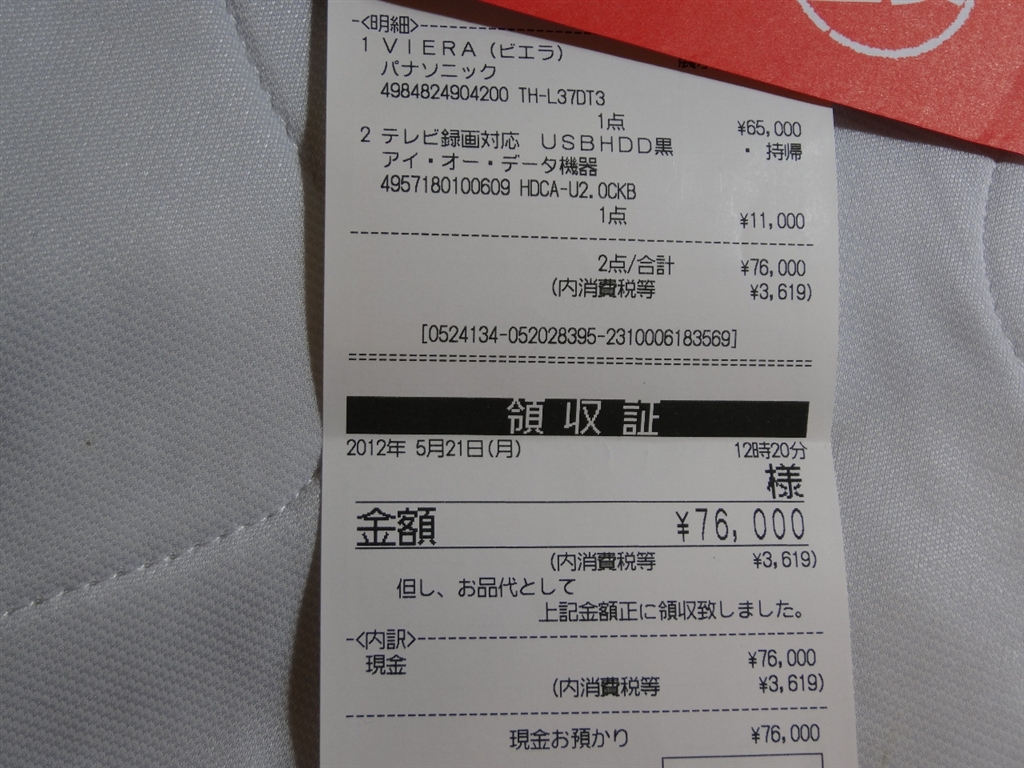 -<明細>-
1 VIERA(ビエラ)
パナソニック
4984824904200 TH-L37DT3
1点 ¥65,000
2 テレビ録画対応 USBHDD黒 ・持帰
アイ・オー・データ機器
4957180100609 HDCA-U2.0CKB
1点 ¥11,000
2点/合計 ¥76,000
(内消費税等 ¥3,619)
[0524134-052028395-2310006183569]
領収証
2012年 5月21日(月) 12時20分
様
金額 ¥76,000
(内消費税等 ¥3,619)
但し、お品代として
上記金額正に領収致しました。
-<内訳>-
現金 ¥76,000
(内消費税等 ¥3,619)
現金お預かり ¥76,000